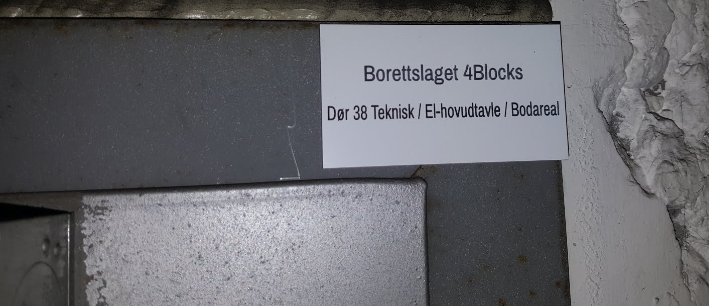 Borettslaget 4Blocks
Dør 38 Teknisk / El-hovudtavle / Bodareal